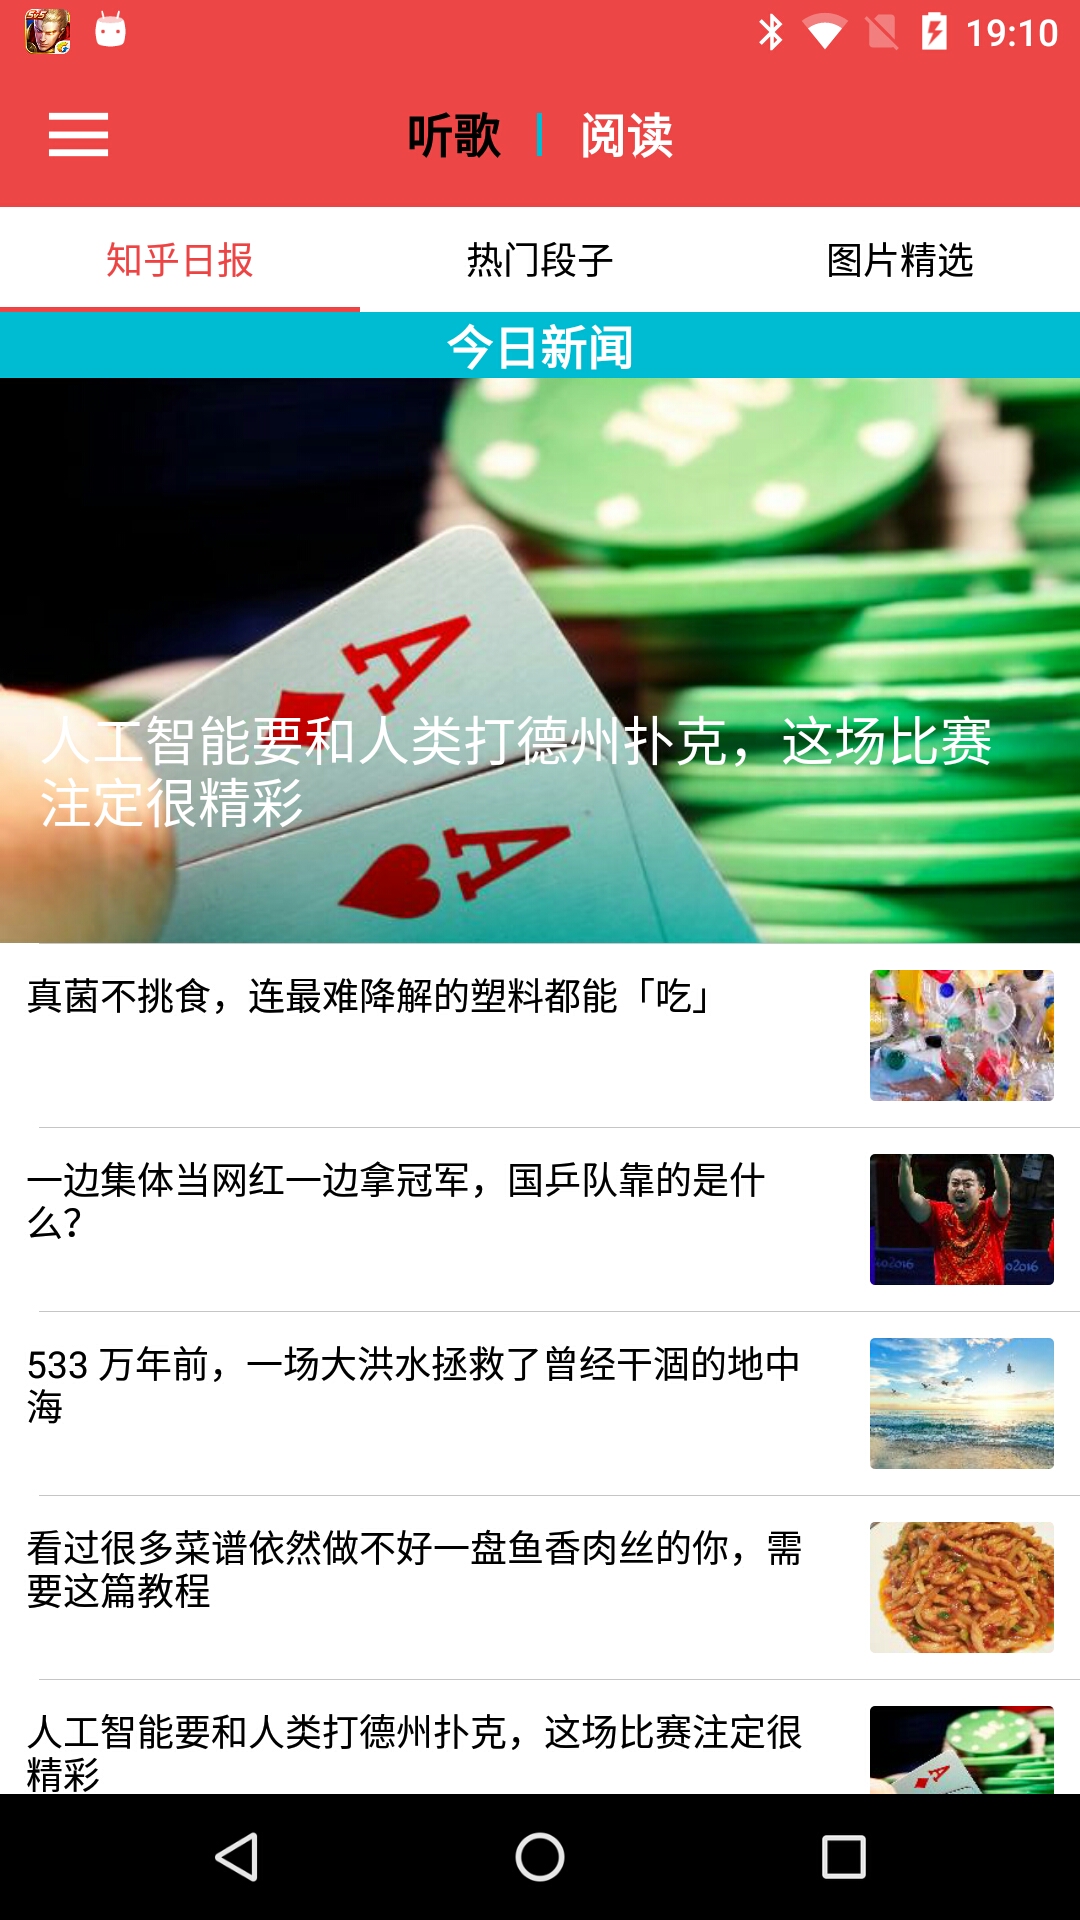 19:10
听歌 | 阅读
知乎日报 热门段子 图片精选
今日新闻
人工智能要和人类打德州扑克，这场比赛
注定很精彩
真菌不挑食，连最难降解的塑料都能「吃」
一边集体当网红一边拿冠军，国乒队靠的是什
么？
533 万年前，一场大洪水拯救了曾经干涸的地中
海
看过很多菜谱依然做不好一盘鱼香肉丝的你，需
要这篇教程
人工智能要和人类打德州扑克，这场比赛注定很
精彩